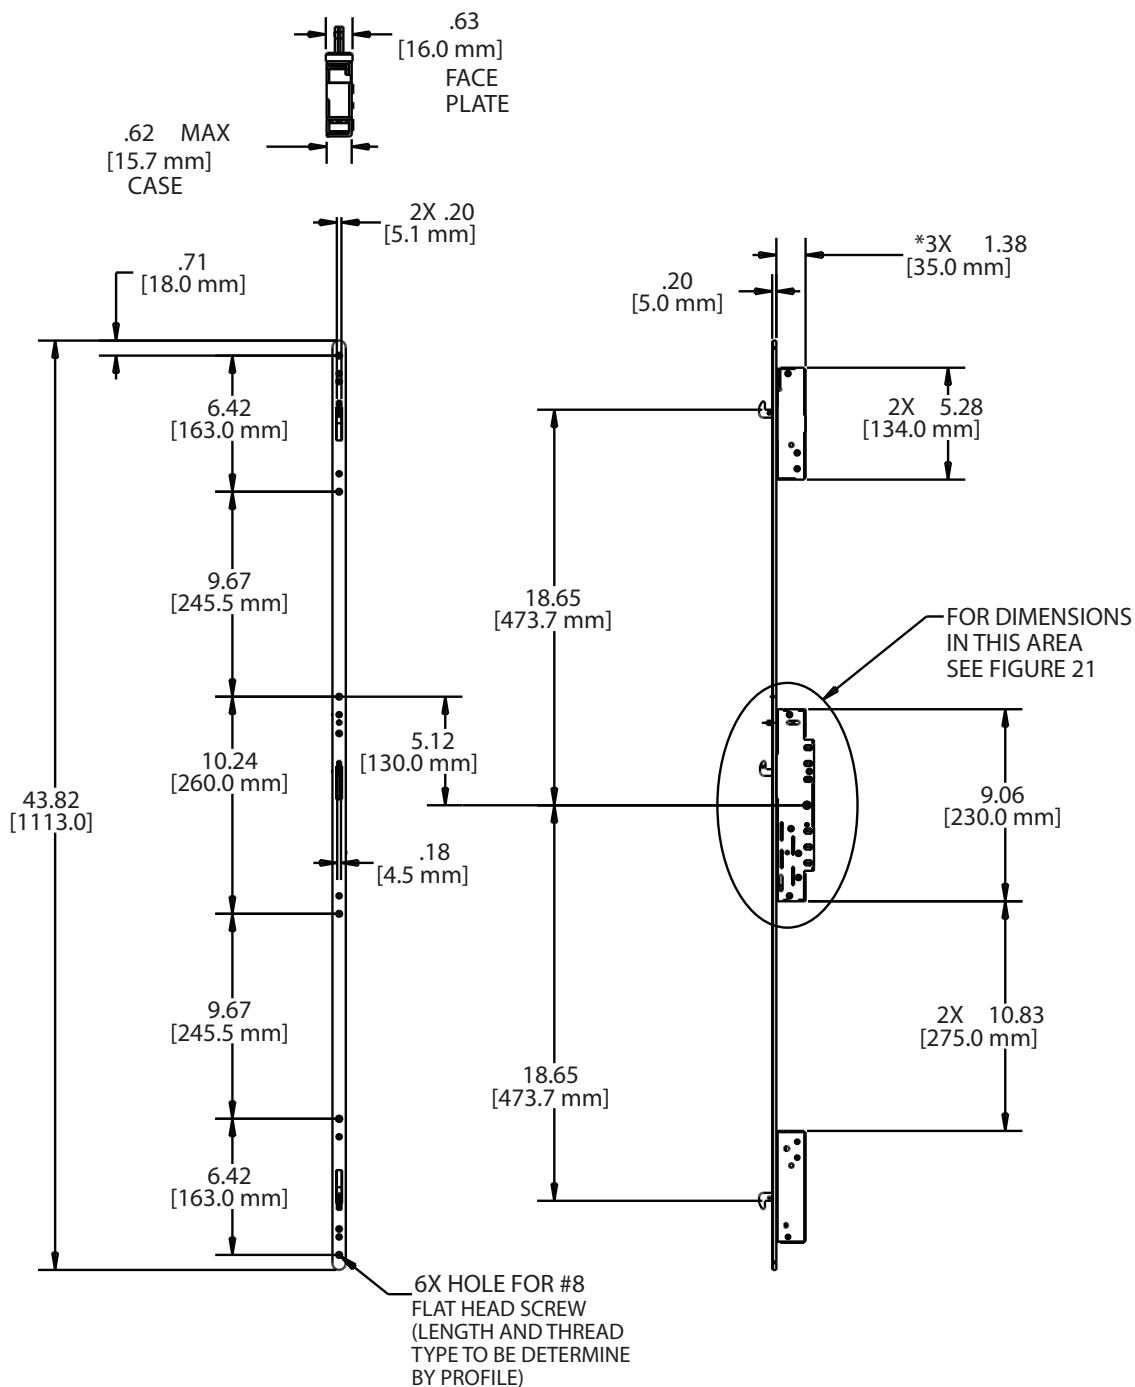 .63
[16.0 mm]
FACE
PLATE
.62 MAX
[15.7 mm]
CASE
2X .20
[5.1 mm]
.71
[18.0 mm]
*3X 1.38
[35.0 mm]
.20
[5.0 mm]
6.42
[163.0 mm]
2X 5.28
[134.0 mm]
9.67
[245.5 mm]
18.65
[473.7 mm]
FOR DIMENSIONS
IN THIS AREA
SEE FIGURE 21
5.12
[130.0 mm]
10.24
[260.0 mm]
43.82
[1113.0]
9.06
[230.0 mm]
.18
[4.5 mm]
9.67
[245.5 mm]
2X 10.83
[275.0 mm]
18.65
[473.7 mm]
6.42
[163.0 mm]
6X HOLE FOR #8
FLAT HEAD SCREW
(LENGTH AND THREAD
TYPE TO BE DETERMINE
BY PROFILE)